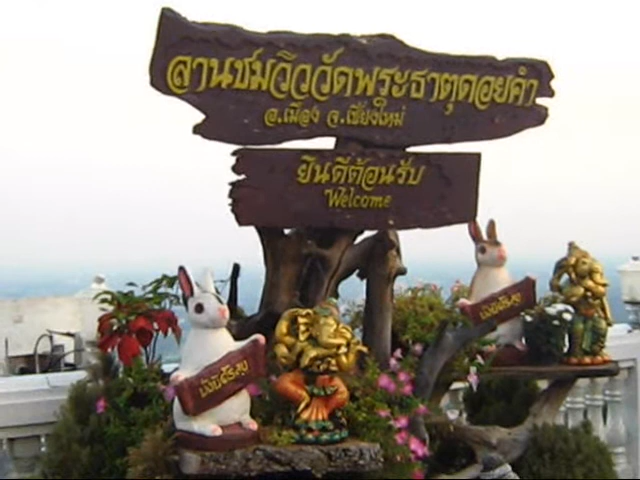 ลานชมวิววัดพระธาตุดอยคำ
อ.เมือง จ.เชียงใหม่
ยินดีต้อนรับ
Welcome